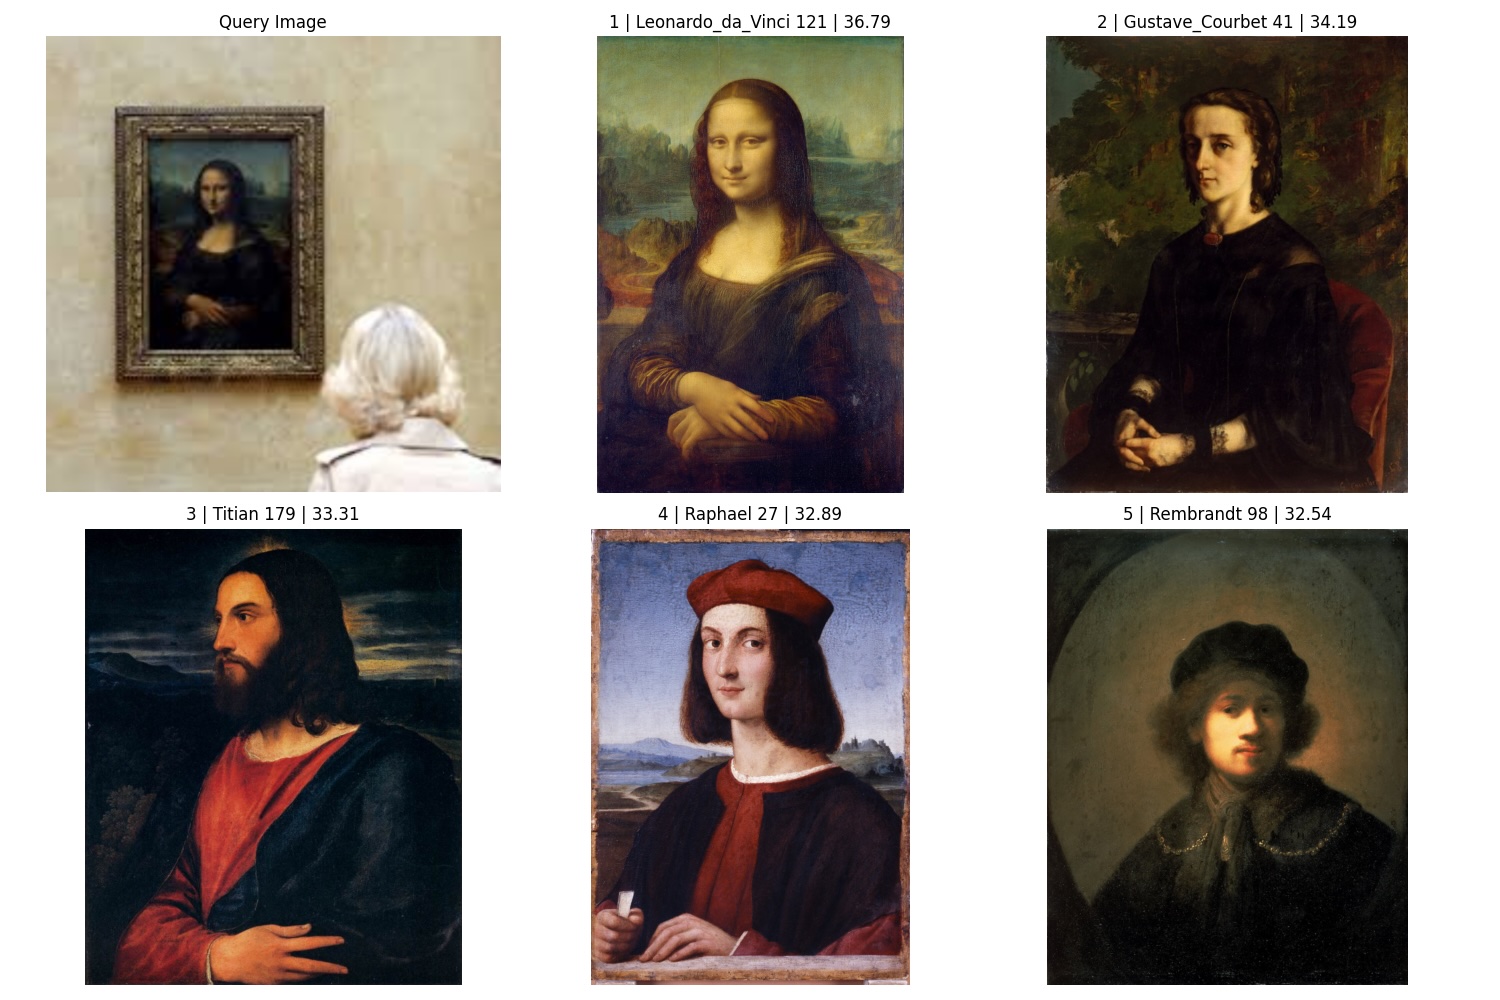 Query Image
1 | Leonardo_da_Vinci 121 | 36.79
2 | Gustave_Courbet 41 | 34.19
3 | Titian 179 | 33.31
4 | Raphael 27 | 32.89
5 | Rembrandt 98 | 32.54